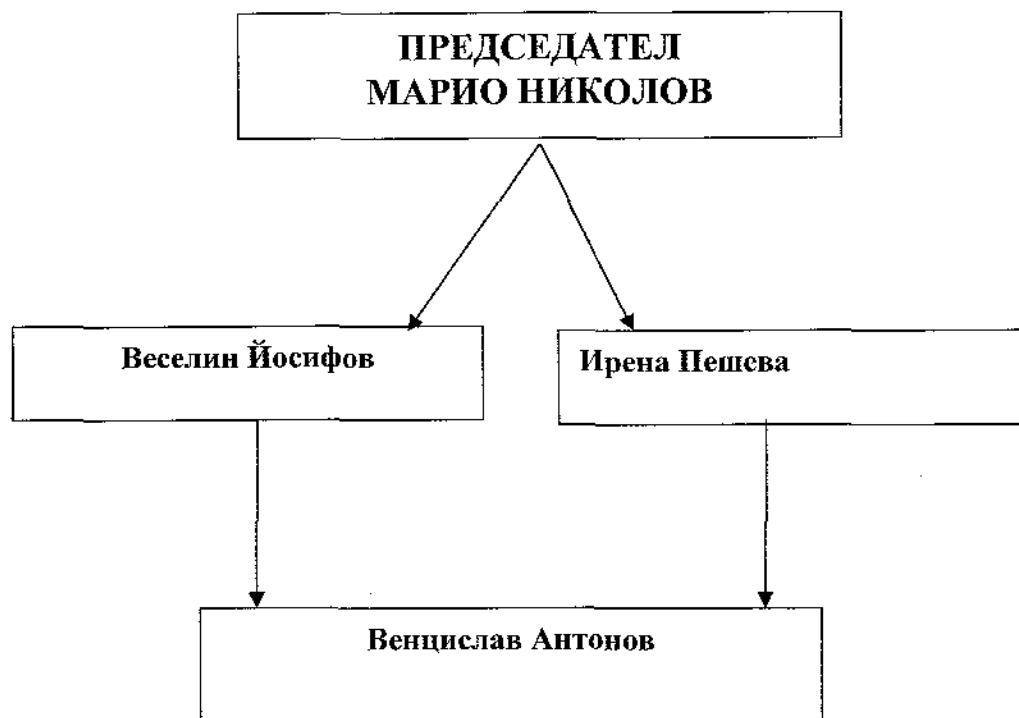 ПРЕДСЕДАТЕЛ
МАРИО НИКОЛОВ
Веселин Йосифов
Ирена Пешева
Венцислав Антонов